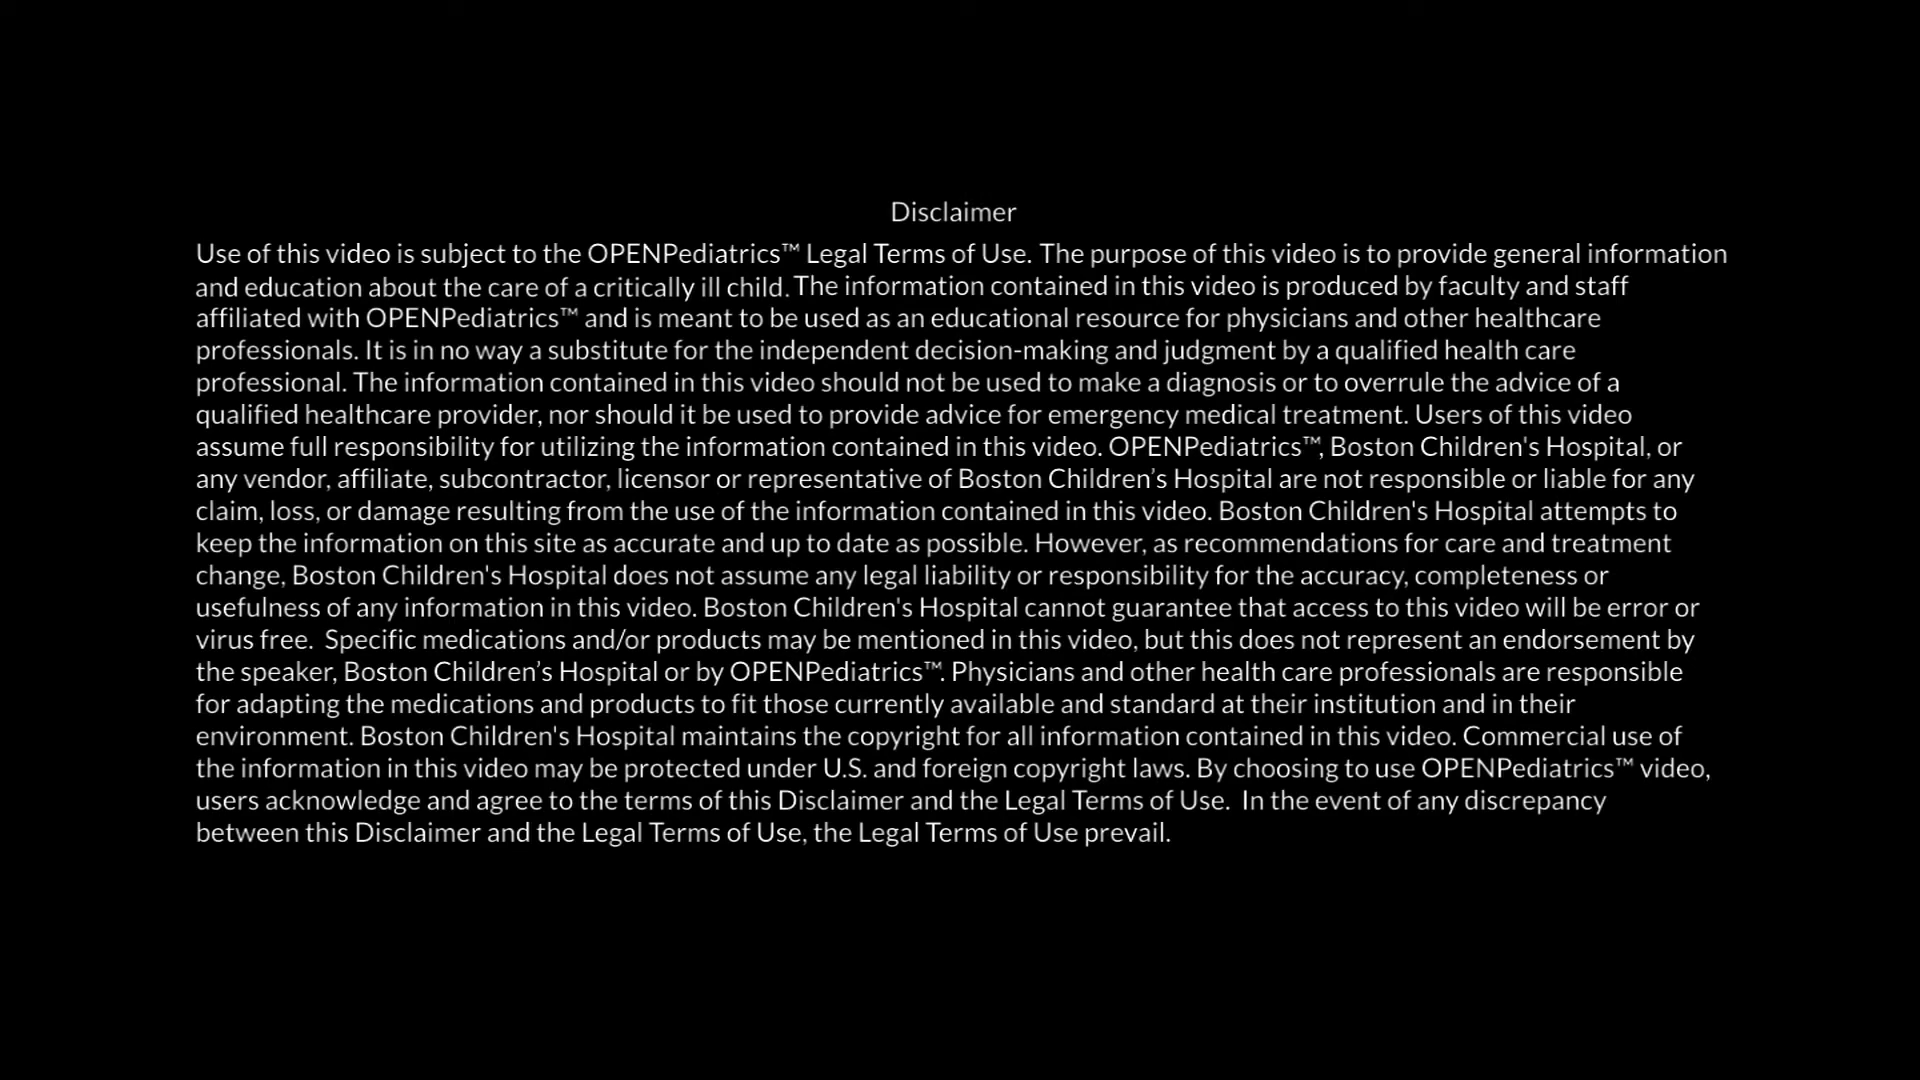 Disclaimer
Use of this video is subject to the OPENPediatrics™ Legal Terms of Use. The purpose of this video is to provide general information
and education about the care of a critically ill child. The information contained in this video is produced by faculty and staff
affiliated with OPENPediatrics™ and is meant to be used as an educational resource for physicians and other healthcare
professionals. It is in no way a substitute for the independent decision-making and judgment by a qualified health care
professional. The information contained in this video should not be used to make a diagnosis or to overrule the advice of a
qualified healthcare provider, nor should it be used to provide advice for emergency medical treatment. Users of this video
assume full responsibility for utilizing the information contained in this video. OPENPediatrics™, Boston Children's Hospital, or
any vendor, affiliate, subcontractor, licensor or representative of Boston Children’s Hospital are not responsible or liable for any
claim, loss, or damage resulting from the use of the information contained in this video. Boston Children's Hospital attempts to
keep the information on this site as accurate and up to date as possible. However, as recommendations for care and treatment
change, Boston Children's Hospital does not assume any legal liability or responsibility for the accuracy, completeness or
usefulness of any information in this video. Boston Children's Hospital cannot guarantee that access to this video will be error or
virus free.  Specific medications and/or products may be mentioned in this video, but this does not represent an endorsement by
the speaker, Boston Children’s Hospital or by OPENPediatrics™. Physicians and other health care professionals are responsible
for adapting the medications and products to fit those currently available and standard at their institution and in their
environment. Boston Children's Hospital maintains the copyright for all information contained in this video. Commercial use of
the information in this video may be protected under U.S. and foreign copyright laws. By choosing to use OPENPediatrics™ video,
users acknowledge and agree to the terms of this Disclaimer and the Legal Terms of Use.  In the event of any discrepancy
between this Disclaimer and the Legal Terms of Use, the Legal Terms of Use prevail.